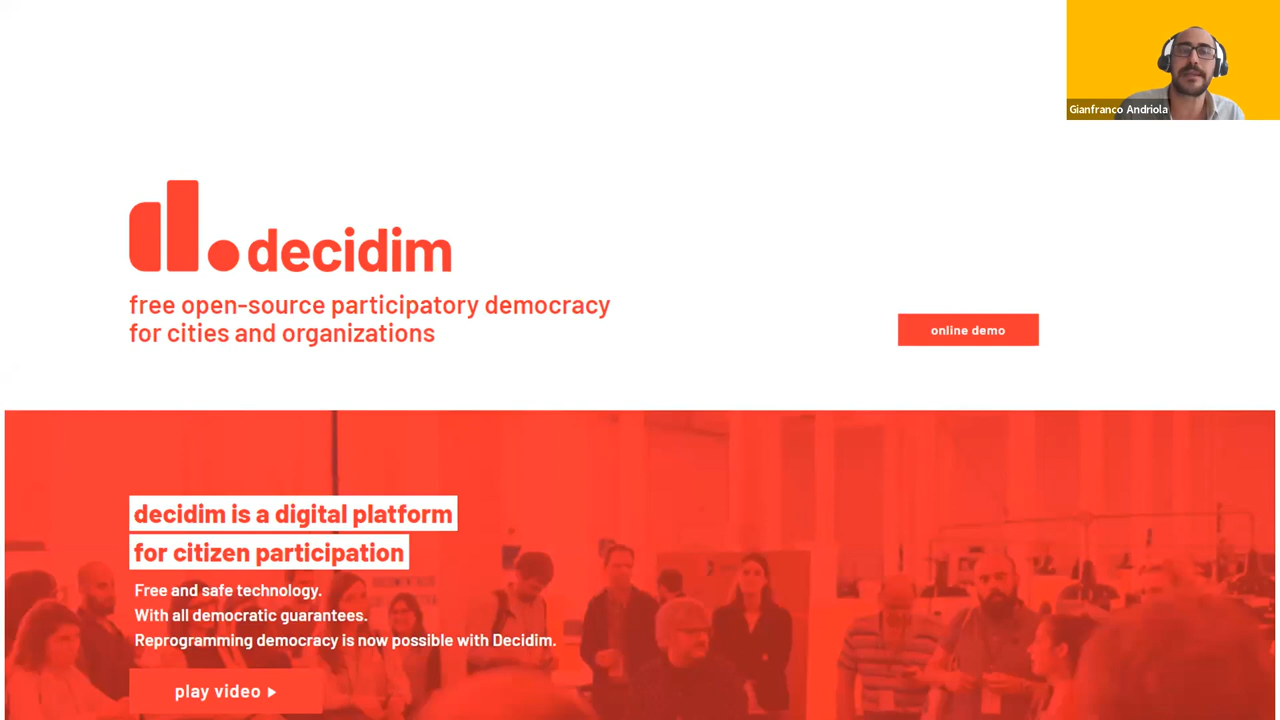 Gianfranco Andriola
decidim
free open-source participatory democracy
for cities and organizations
online demo
decidim is a digital platform
for citizen participation
Free and safe technology.
With all democratic guarantees.
Reprogramming democracy is now possible with Decidim.
play video